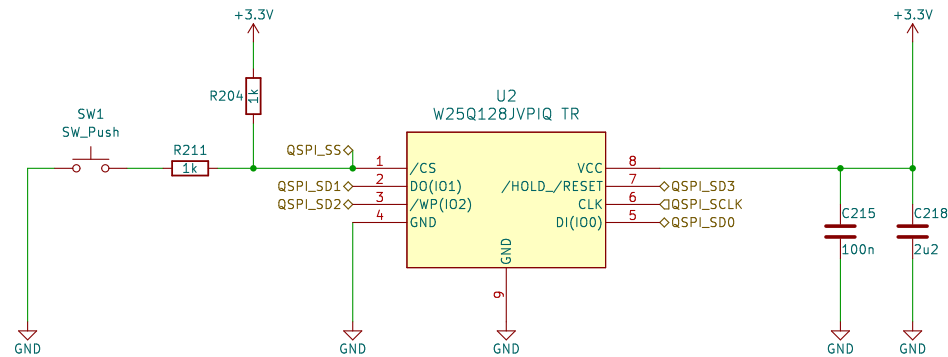 +3.3V
+3.3V
R204
1k
U2
W25Q128JVPIQ TR
SW1
SW_Push
R211
1k
QSPI_SS
1
/CS
VCC
8
QSPI_SD1
2
DO(IO1)
/HOLD_/RESET
7
QSPI_SD3
QSPI_SD2
3
/WP(IO2)
CLK
6
QSPI_SCLK
4
GND
DI(IO0)
5
QSPI_SD0
GND
9
C215
100n
C218
2u2
GND
GND
GND
GND
GND